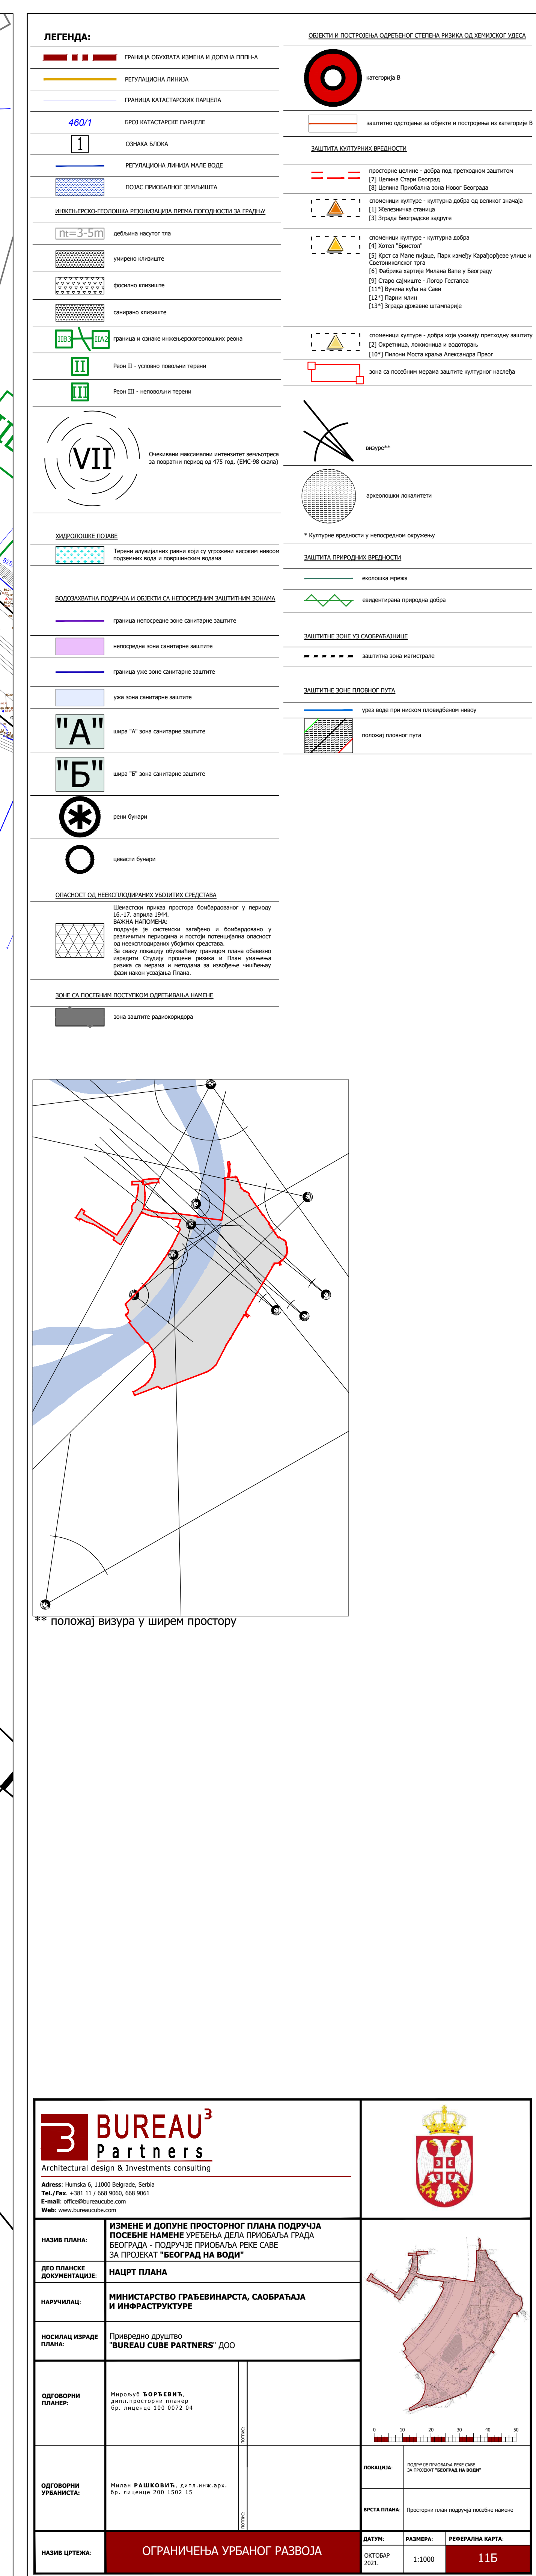 ЛЕГЕНДА:
ГРАНИЦА ОБУХВАТА ИЗМЕНА И ДОПУНА ПППН-А
РЕГУЛАЦИОНА ЛИНИЈА
ГРАНИЦА КАТАСТАРСКИХ ПАРЦЕЛА
460/1 БРОЈ КАТАСТАРСКЕ ПАРЦЕЛЕ
1 ОЗНАКА БЛОКА
РЕГУЛАЦИОНА ЛИНИЈА МАЛЕ ВОДЕ
ПОЈАС ПРИОБАЛНОГ ЗЕМЉИШТА
ИНЖЕЊЕРСКО-ГЕОЛОШКА РЕЈОНИЗАЦИЈА ПРЕМА ПОГОДНОСТИ ЗА ГРАДЊУ
nt=3-5m дебљина насутог тла
умирено клизиште
фосилно клизиште
санирано клизиште
IIB3 IIA2 граница и ознаке инжењерскогеолошких реона
II Реон II - условно повољни терени
III Реон III - неповољни терени
VII
Очекивани максимални интензитет земљотреса
за повратни период од 475 год. (EMC-98 скала)
ХИДРОЛОШКЕ ПОЈАВЕ
Терени алувијалних равни који су угрожени високим нивоом
подземних вода и површинским водама
ВОДОЗАХВАТНА ПОДРУЧЈА И ОБЈЕКТИ СА НЕПОСРЕДНИМ ЗАШТИТНИМ ЗОНАМА
граница непосредне зоне санитарне заштите
непосредна зона санитарне заштите
граница уже зоне санитарне заштите
ужа зона санитарне заштите
"А" шира "А" зона санитарне заштите
"Б" шира "Б" зона санитарне заштите
рени бунари
цевасти бунари
ОПАСНОСТ ОД НЕЕКСПЛОДИРАНИХ УБОЈИТИХ СРЕДСТАВА
Шемастски приказ простора бомбардованог у периоду
16.-17. априла 1944.
ВАЖНА НАПОМЕНА:
подручје је системски загађено и бомбардовано у
различитим периодима и постоји потенцијална опасност
од неексплодираних убојитих средстава.
За сваку локацију обухваћену границом плана обавезно
израдити Студију процене ризика и План умањења
ризика са мерама и методама за извођење чишћењау
фази након усвајања Плана.
ЗОНЕ СА ПОСЕБНИМ ПОСТУПКОМ ОДРЕЂИВАЊА НАМЕНЕ
зона заштите радиокоридора
ОБЈЕКТИ И ПОСТРОЈЕЊА ОДРЕЂЕНОГ СТЕПЕНА РИЗИКА ОД ХЕМИЈСКОГ УДЕСА
категорија В
заштитно одстојање за објекте и постројења из категорије В
ЗАШТИТА КУЛТУРНИХ ВРЕДНОСТИ
просторне целине - добра под претходном заштитом
[7] Целина Стари Београд
[8] Целина Приобална зона Новог Београда
споменици културе - културна добра од великог значаја
[1] Железничка станица
[3] Зграда Београдске задруге
споменици културе - културна добра
[4] Хотел "Бристол"
[5] Крст са Мале пијаце, Парк између Карађорђеве улице и
Светониколског трга
[6] Фабрика хартије Милана Вапе у Београду
[9] Старо сајмиште - Логор Гестапоа
[11*] Вучина кућа на Сави
[12*] Парни млин
[13*] Зграда државне штампарије
споменици културе - добра која уживају претходну заштиту
[2] Окретница, ложионица и водоторањ
[10*] Пилони Моста краља Александра Првог
зона са посебним мерама заштите културног наслеђа
визуре**
археолошки локалитети
* Културне вредности у непосредном окружењу
ЗАШТИТА ПРИРОДНИХ ВРЕДНОСТИ
еколошка мрежа
евидентирана природна добра
ЗАШТИТНЕ ЗОНЕ УЗ САОБРАЋАЈНИЦЕ
заштитна зона магистрале
ЗАШТИТНЕ ЗОНЕ ПЛОВНОГ ПУТА
урез воде при ниском пловидбеном нивоу
положај пловног пута
** положај визура у ширем простору
3 BUREAU 3
Partners
Architectural design & Investments consulting
Adress: Humska 6, 11000 Belgrade, Serbia
Tel./Fax. +381 11 / 668 9060, 668 9061
E-mail: office@bureaucube.com
Web: www.bureaucube.com
НАЗИВ ПЛАНА:
ИЗМЕНЕ И ДОПУНЕ ПРОСТОРНОГ ПЛАНА ПОДРУЧЈА
ПОСЕБНЕ НАМЕНЕ УРЕЂЕЊА ДЕЛА ПРИОБАЉА ГРАДА
БЕОГРАДА - ПОДРУЧЈЕ ПРИОБАЉА РЕКЕ САВЕ
ЗА ПРОЈЕКАТ "БЕОГРАД НА ВОДИ"
ДЕО ПЛАНСКЕ
ДОКУМЕНТАЦИЈЕ:
НАЦРТ ПЛАНА
НАРУЧИЛАЦ:
МИНИСТАРСТВО ГРАЂЕВИНАРСТА, САОБРАЋАЈА
И ИНФРАСТРУКТУРЕ
НОСИЛАЦ ИЗРАДЕ
ПЛАНА:
Привредно друштво
"BUREAU CUBE PARTNERS" ДОО
ОДГОВОРНИ
ПЛАНЕР:
Мирољуб ЂОРЂЕВИЋ,
дипл.просторни планер
бр. лиценце 100 0072 04
ПОТПИС:
ОДГОВОРНИ
УРБАНИСТА:
Милан РАШКОВИЋ, дипл.инж.арх.
бр. лиценце 200 1502 15
ПОТПИС:
НАЗИВ ЦРТЕЖА:
ОГРАНИЧЕЊА УРБАНОГ РАЗВОЈА
0 10 20 30 40 50
ЛОКАЦИЈА:
ПОДРУЧЈЕ ПРИОБАЉА РЕКЕ САВЕ
ЗА ПРОЈЕКАТ "БЕОГРАД НА ВОДИ"
ВРСТА ПЛАНА: Просторни план подручја посебне намене
ДАТУМ: РАЗМЕРА: РЕФЕРАЛНА КАРТА:
ОКТОБАР
2021.
1:1000
11Б